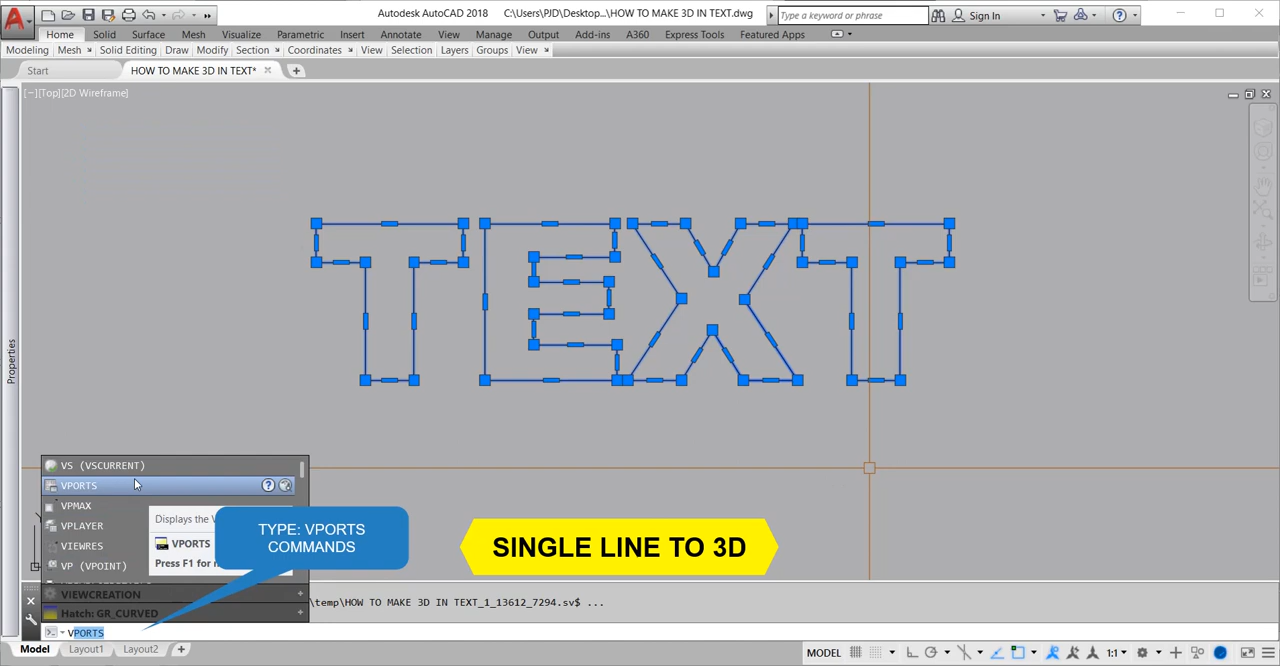 Autodesk AutoCAD 2018 C:\Users\PJD\Desktop...\HOW TO MAKE 3D IN TEXT.dwg Type a keyword or phrase Sign In
Home Solid Surface Mesh Visualize Parametric Insert Annotate View Manage Output Add-ins A360 Express Tools Featured Apps
Modeling Mesh Solid Editing Draw Modify Section Coordinates View Selection Layers Groups View
Start HOW TO MAKE 3D IN TEXT*
[−][Top][2D Wireframe]
TEXT
Properties
VS (VSCURRENT)
VPORTS
VPMAX
VPLAYER
Displays the
VIEWRES
VPORTS
VP (VPOINT)
Press F1 for
VIEWCREATION
Hatch: GR_CURVED
TYPE: VPORTS
COMMANDS
SINGLE LINE TO 3D
\temp\HOW TO MAKE 3D IN TEXT_1_13612_7294.sv$ ...
VPORTS
Model Layout1 Layout2 MODEL 1:1